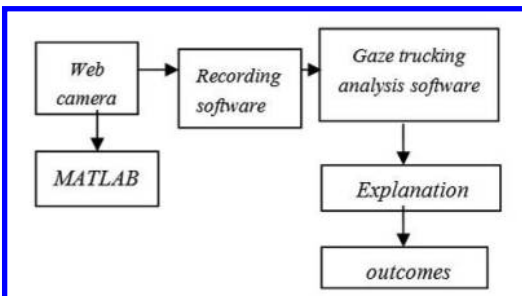 Web
camera
Recording
software
Gaze trucking
analysis software
MATLAB
Explanation
outcomes